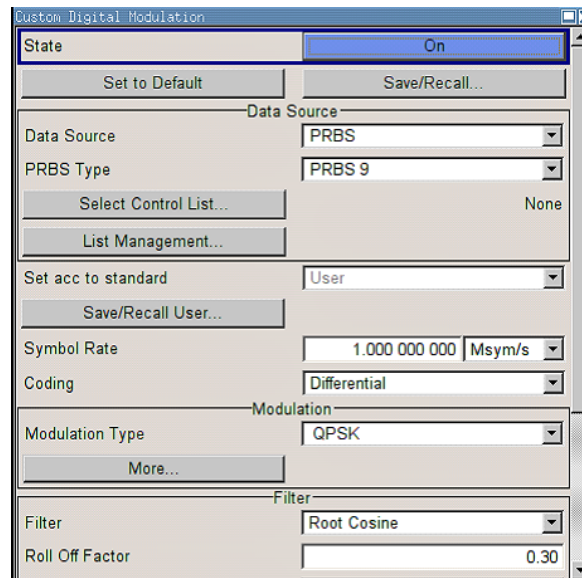 Custom Digital Modulation
State On
Set to Default Save/Recall...
Data Source
Data Source PRBS
PRBS Type PRBS 9
Select Control List... None
List Management...
Set acc to standard User
Save/Recall User...
Symbol Rate 1.000 000 000 Msym/s
Coding Differential
Modulation
Modulation Type QPSK
More...
Filter
Filter Root Cosine
Roll Off Factor 0.30